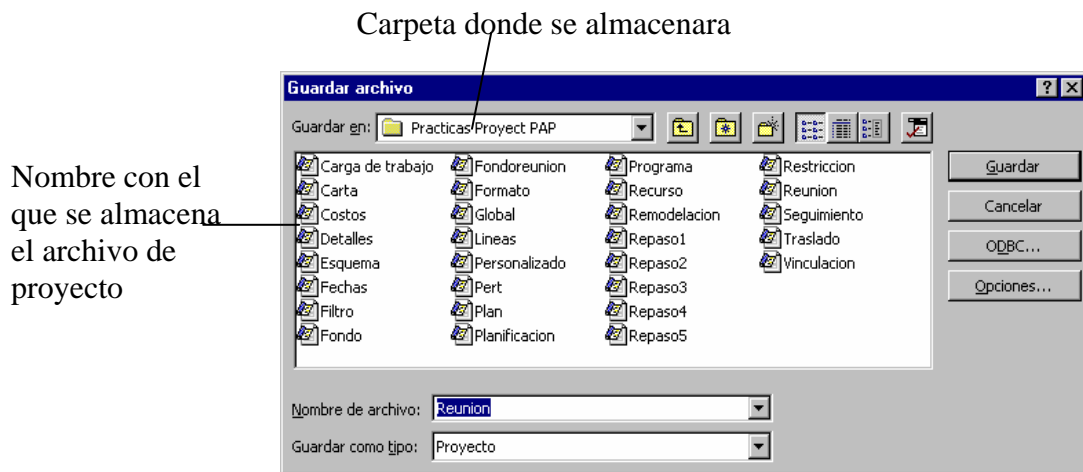 Carpeta donde se almacenara
Guardar archivo
Guardar en: Practicas Proyect PAP
Nombre con el
que se almacena
el archivo de
proyecto
Carga de trabajo Fondoreunion Programa Restriccion
Carta Formato Recurso Reunion
Costos Global Remodelacion Seguimiento
Detalles Lineas Repaso1 Traslado
Esquema Personalizado Repaso2 Vinculacion
Fechas Pert Repaso3
Filtro Plan Repaso4
Fondo Planificacion Repaso5
Guardar
Cancelar
ODBC...
Opciones...
Nombre de archivo: Reunion
Guardar como tipo: Proyecto